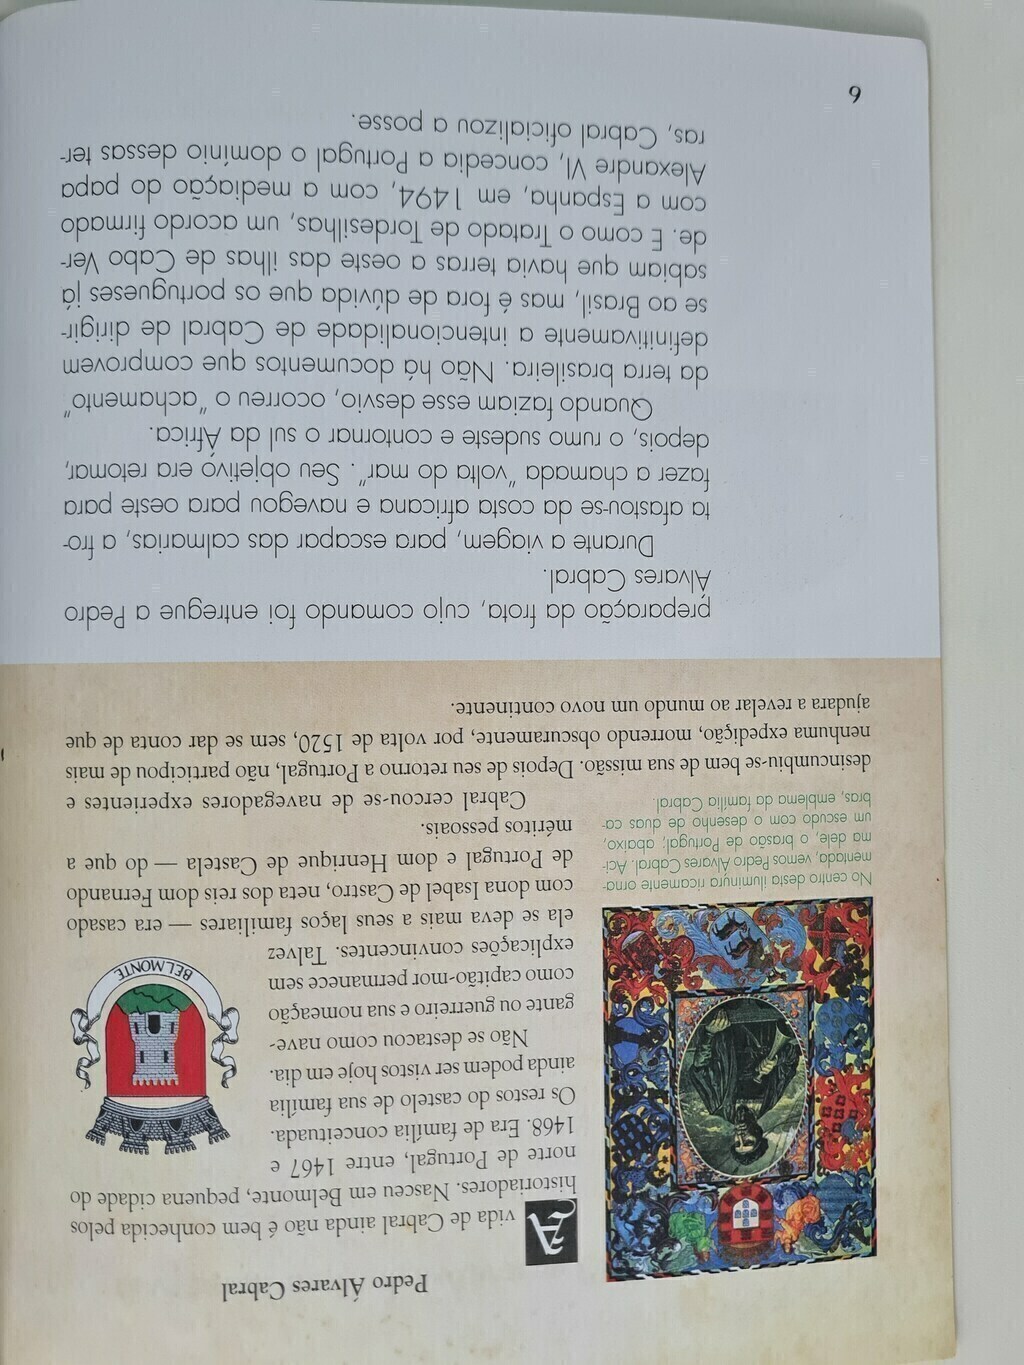 Pedro Álvares Cabral
A vida de Cabral ainda não é bem conhecida pelos
historiadores. Nasceu em Belmonte, pequena cidade do
norte de Portugal, entre 1467 e
1468. Era de família conceituada.
Os restos do castelo de sua família
ainda podem ser vistos hoje em dia.
Não se destacou como nave-
gante ou guerreiro e sua nomeação
como capitão-mor permanece sem
explicações convincentes. Talvez
ela se deva mais a seus laços familiares — era casado
com dona Isabel de Castro, neta dos reis dom Fernando
de Portugal e dom Henrique de Castela — do que a
méritos pessoais.
BELMONTE
No centro desta iluminura ricamente orna-
mentada, vemos Pedro Álvares Cabral. Aci-
ma dele, o brasão de Portugal; abaixo,
um escudo com o desenho de duas ca-
bras, emblema da família Cabral.
Cabral cercou-se de navegadores experientes e
desincumbiu-se bem de sua missão. Depois de seu retorno a Portugal, não participou de mais
nenhuma expedição, morrendo obscuramente, por volta de 1520, sem se dar conta de que
ajudara a revelar ao mundo um novo continente.
preparação da frota, cujo comando foi entregue a Pedro
Álvares Cabral.
Durante a viagem, para escapar das calmarias, a fro-
ta afastou-se da costa africana e navegou para oeste para
fazer a chamada "volta do mar". Seu objetivo era retomar,
depois, o rumo sudeste e contornar o sul da África.
Quando faziam esse desvio, ocorreu o "achamento"
da terra brasileira. Não há documentos que comprovem
definitivamente a intencionalidade de Cabral de dirigir-
se ao Brasil, mas é fora de dúvida que os portugueses já
sabiam que havia terras a oeste das ilhas de Cabo Ver-
de. E como o Tratado de Tordesilhas, um acordo firmado
com a Espanha, em 1494, com a mediação do papa
Alexandre VI, concedia a Portugal o domínio dessas ter-
ras, Cabral oficializou a posse.
6